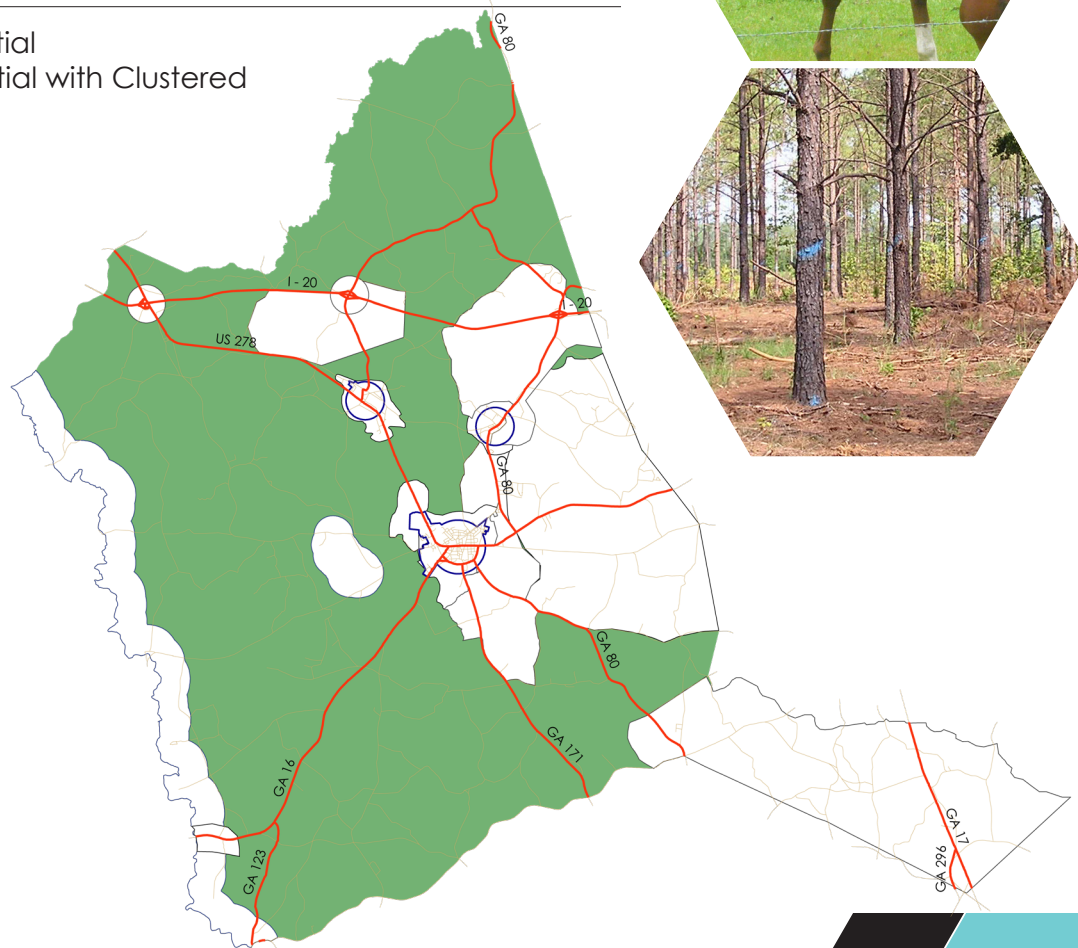 tial
tial with Clustered
GA 80
I - 20
I - 20
US 278
GA 80
GA 80
GA 171
GA 16
GA 123
GA 17
GA 296